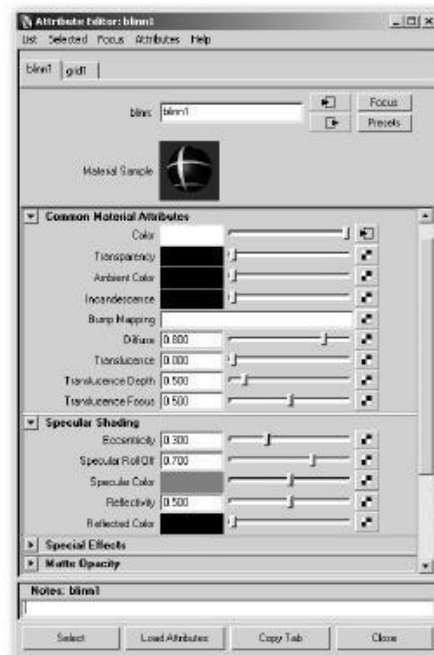 Attribute Editor: blinn1
List Selected Focus Attributes Help
blinn1 grid1
blinn: blinn1 Focus
Presets
Material Sample
Common Material Attributes
Color
Transparency
Ambient Color
Incandescence
Bump Mapping
Diffuse 0.800
Translucence 0.000
Translucence Depth 0.500
Translucence Focus 0.500
Specular Shading
Eccentricity 0.300
Specular Roll Off 0.700
Specular Color
Reflectivity 0.500
Reflected Color
Special Effects
Matte Opacity
Notes: blinn1
Select Load Attributes Copy Tab Close